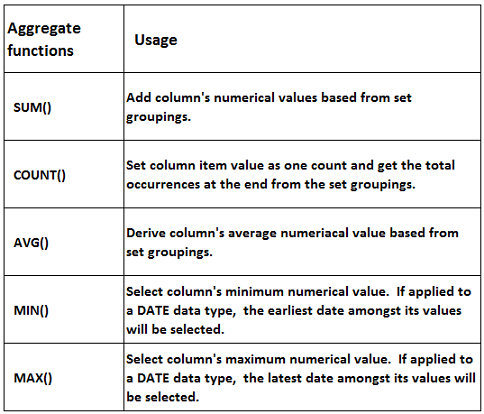 Aggregate
functions
Usage
SUM()
Add column's numerical values based from set
groupings.
COUNT()
Set column item value as one count and get the total
occurrences at the end from the set groupings.
AVG()
Derive column's average numeriacal value based from
set groupings.
MIN()
Select column's minimum numerical value.  If applied to
a DATE data type,  the earliest date amongst its values
will be selected.
MAX()
Select column's maximum numerical value.  If applied to
a DATE data type,  the latest date amongst its values will
be selected.